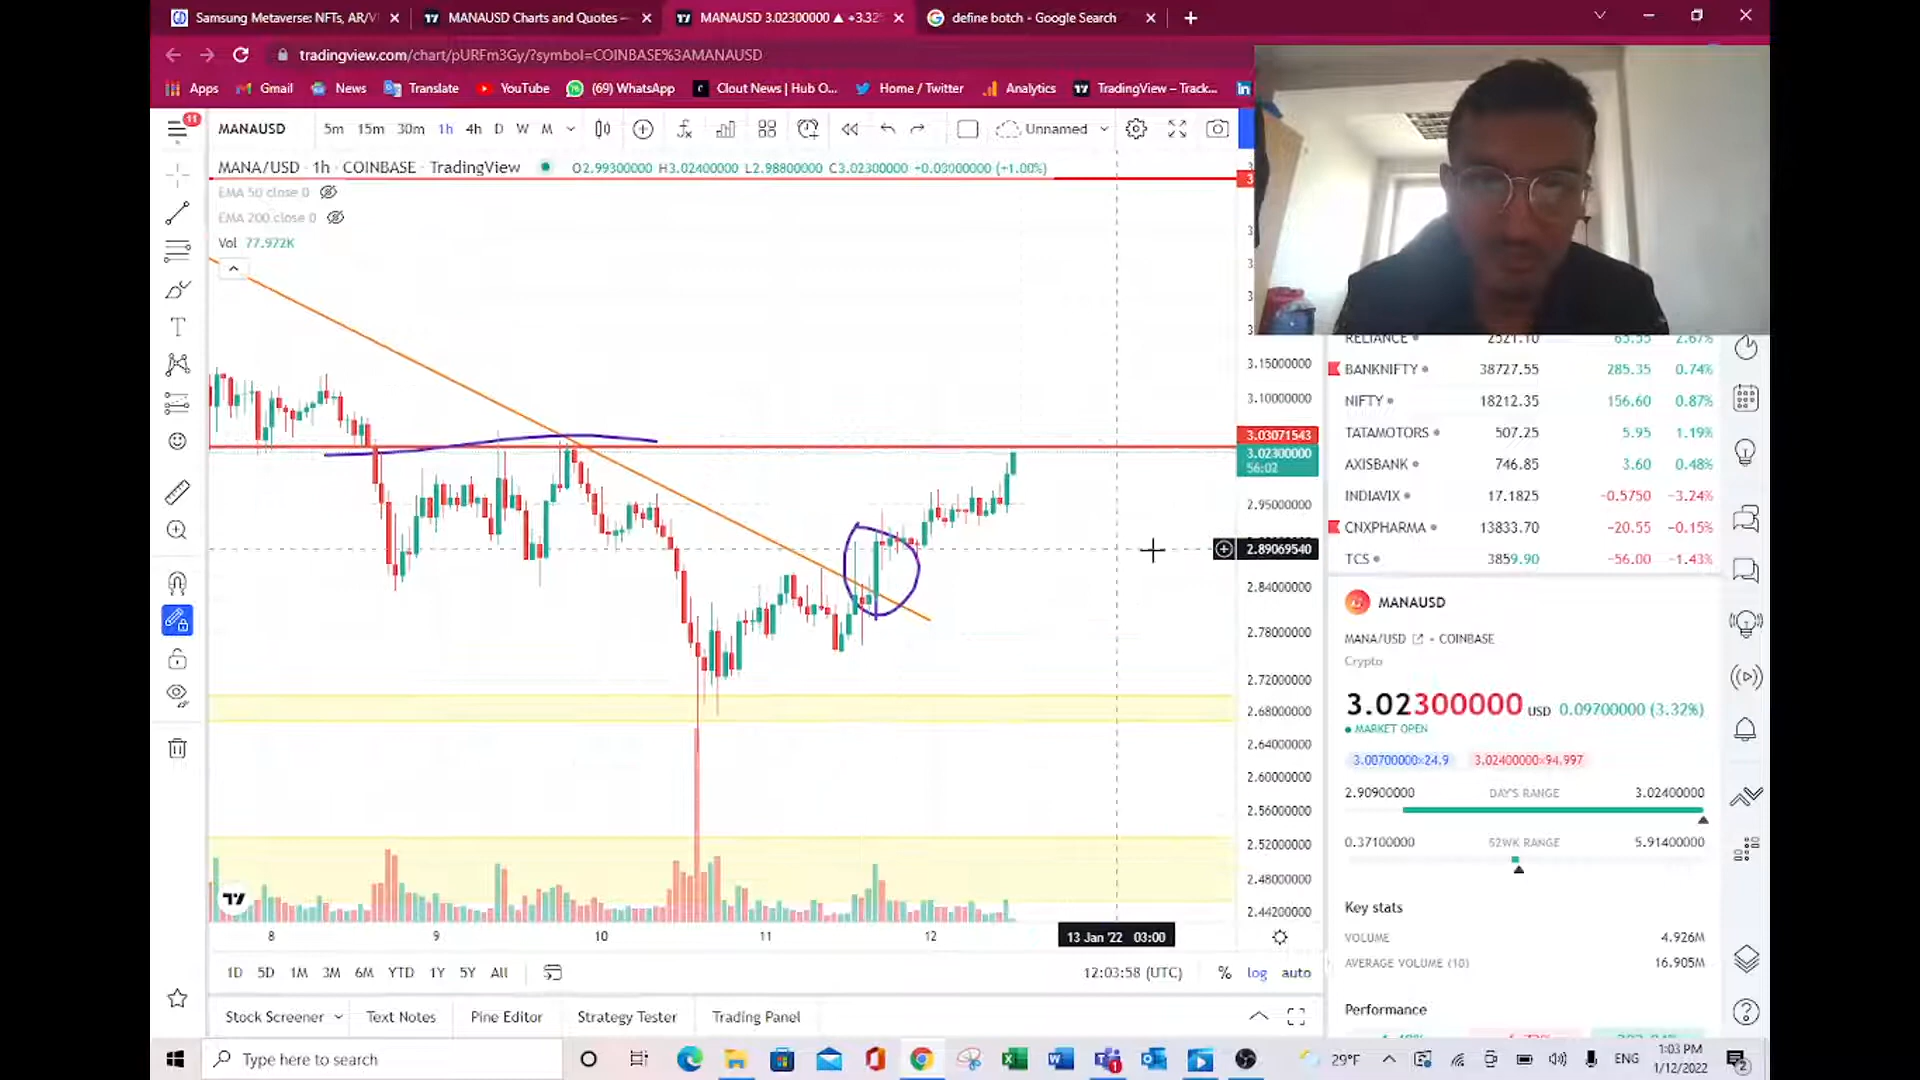 Samsung Metaverse: NFTs, AR/V
MANAUSD Charts and Quotes –
MANAUSD 3.02300000 ▲ +3.32
define botch - Google Search
tradingview.com/chart/pURFm3Gy/?symbol=COINBASE%3AMANAUSD
Apps Gmail News Translate YouTube (69) WhatsApp Clout News | Hub O... Home / Twitter Analytics TradingView – Track...
11
MANAUSD 5m 15m 30m 1h 4h D W M Unnamed
MANA/USD · 1h · COINBASE · TradingView O2.99300000 H3.02400000 L2.98800000 C3.02300000 +0.03000000 (+1.00%)
EMA 50 close 0
EMA 200 close 0
Vol 77.972K
3.15000000
3.10000000
3.03071543
3.02300000
56:02
2.95000000
2.89069540
2.84000000
2.78000000
2.72000000
2.68000000
2.64000000
2.60000000
2.56000000
2.52000000
2.48000000
2.44200000
8 9 10 11 12 13 Jan '22 03:00
1D 5D 1M 3M 6M YTD 1Y 5Y All 12:03:58 (UTC) % log auto
Stock Screener Text Notes Pine Editor Strategy Tester Trading Panel
RELIANCE 2521.10 63.55 2.67%
BANKNIFTY 38727.55 285.35 0.74%
NIFTY 18212.35 156.60 0.87%
TATAMOTORS 507.25 5.95 1.19%
AXISBANK 746.85 3.60 0.48%
INDIAVIX 17.1825 -0.5750 -3.24%
CNXPHARMA 13833.70 -20.55 -0.15%
TCS 3859.90 -56.00 -1.43%
MANAUSD
MANA/USD • COINBASE
Crypto
3.02300000 USD 0.09700000 (3.32%)
MARKET OPEN
3.00700000×24.9 3.02400000×94.997
2.90900000 DAY'S RANGE 3.02400000
0.37100000 52WK RANGE 5.91400000
Key stats
VOLUME 4.926M
AVERAGE VOLUME (10) 16.905M
Performance
Type here to search
29°F ENG
1:03 PM
1/12/2022